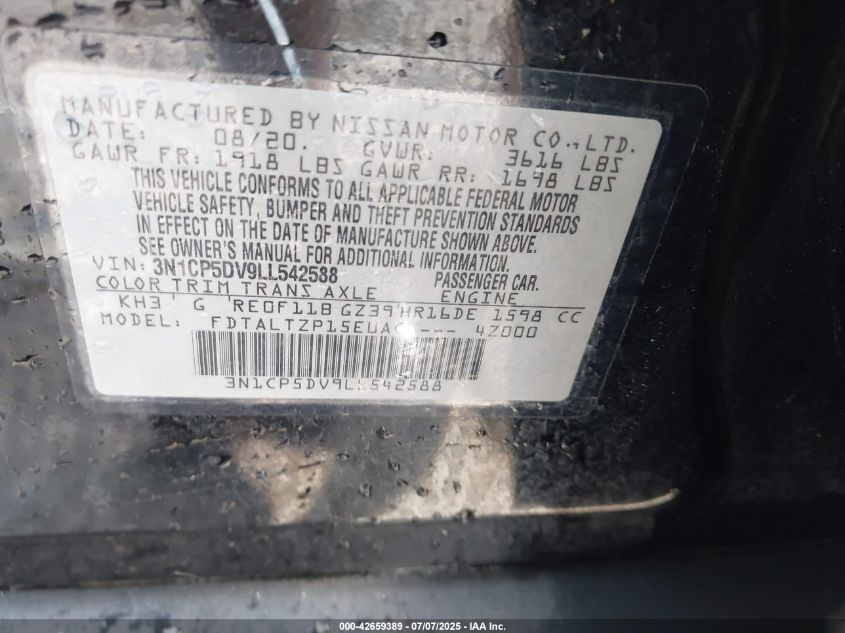 MANUFACTURED BY NISSAN MOTOR CO.,LTD.
DATE: 08/20. GVWR: 3616 LBS
GAWR FR: 1918 LBS GAWR RR: 1698 LBS
THIS VEHICLE CONFORMS TO ALL APPLICABLE FEDERAL MOTOR
VEHICLE SAFETY, BUMPER AND THEFT PREVENTION STANDARDS
IN EFFECT ON THE DATE OF MANUFACTURE SHOWN ABOVE.
SEE OWNER'S MANUAL FOR ADDITIONAL INFORMATION.
VIN: 3N1CP5DV9LL542588 PASSENGER CAR.
COLOR TRIM TRANS AXLE ENGINE
KH3 G RE0F11B GZ39 HR16DE 1598 CC
MODEL: --- 4Z000
3N1CP5DV9LL542588
000-42659389 - 07/07/2025 - IAA Inc.